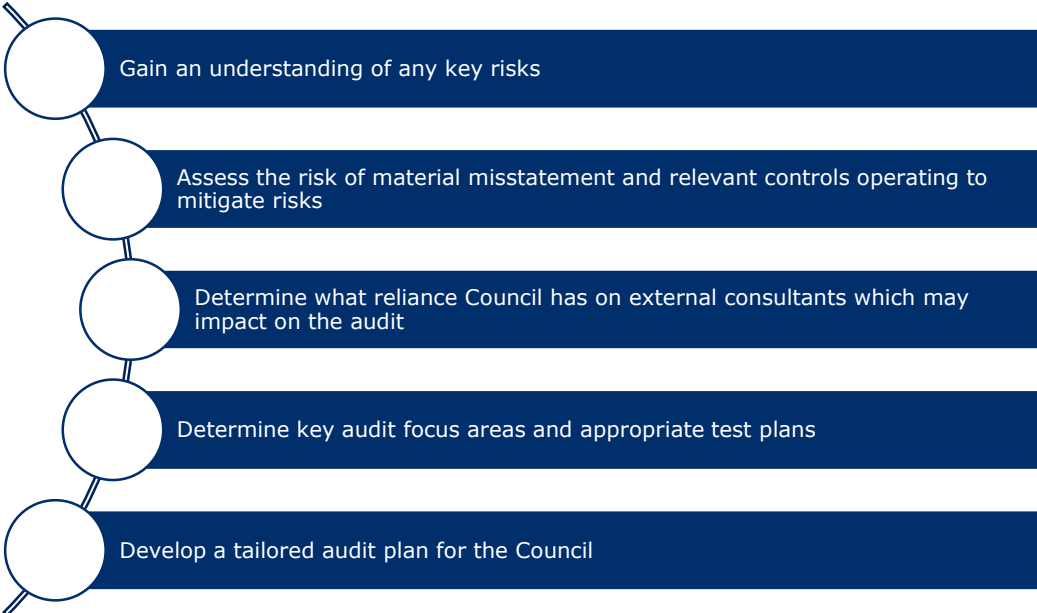 Gain an understanding of any key risks
Assess the risk of material misstatement and relevant controls operating to
mitigate risks
Determine what reliance Council has on external consultants which may
impact on the audit
Determine key audit focus areas and appropriate test plans
Develop a tailored audit plan for the Council